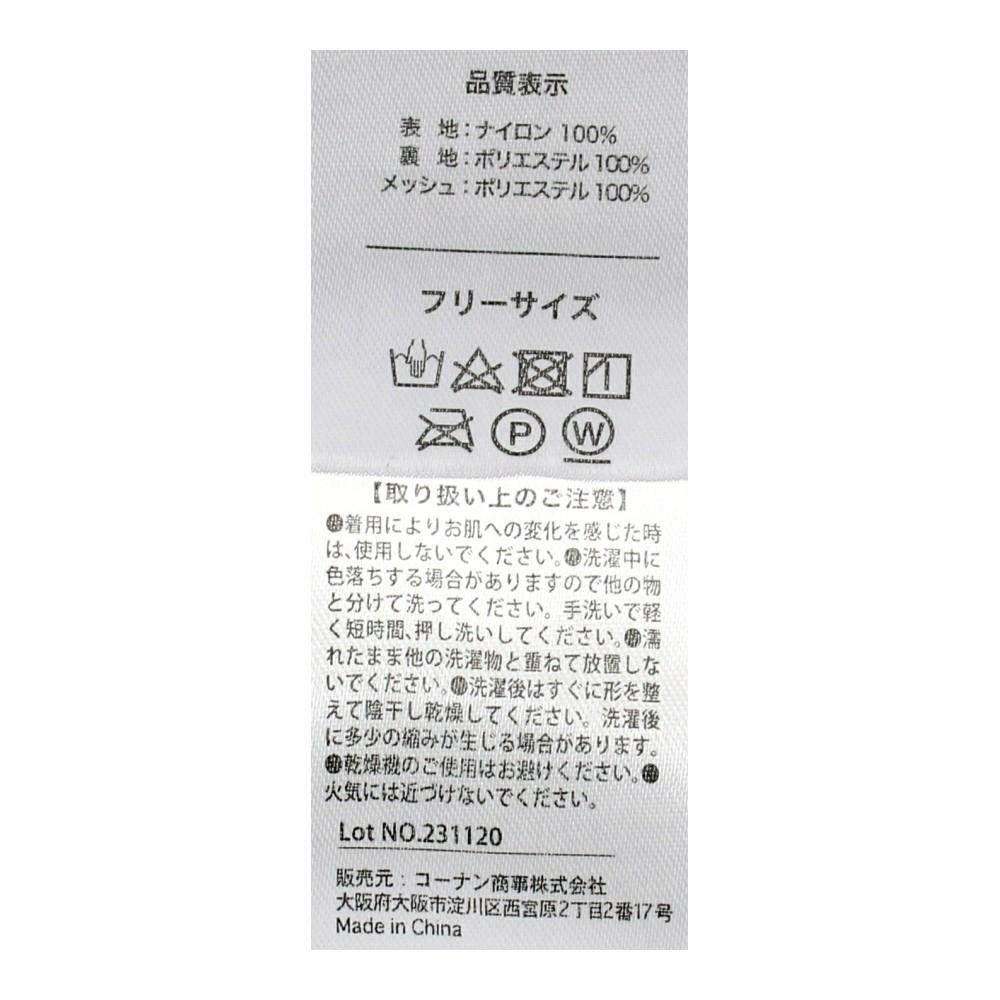 品質表示
表 地：ナイロン 100%
裏 地：ポリエステル 100%
メッシュ：ポリエステル 100%
フリーサイズ
P W
【取り扱い上のご注意】
●着用によりお肌への変化を感じた時
は、使用しないでください。●洗濯中に
色落ちする場合がありますので他の物
と分けて洗ってください。手洗いで軽
く短時間、押し洗いしてください。●濡
れたまま他の洗濯物と重ねて放置しな
いでください。●洗濯後はすぐに形を整
えて陰干し乾燥してください。洗濯後
に多少の縮みが生じる場合があります。
●乾燥機のご使用はお避けください。●
火気には近づけないでください。
Lot NO.231120
販売元：コーナン商事株式会社
大阪府大阪市淀川区西宮原2丁目2番17号
Made in China